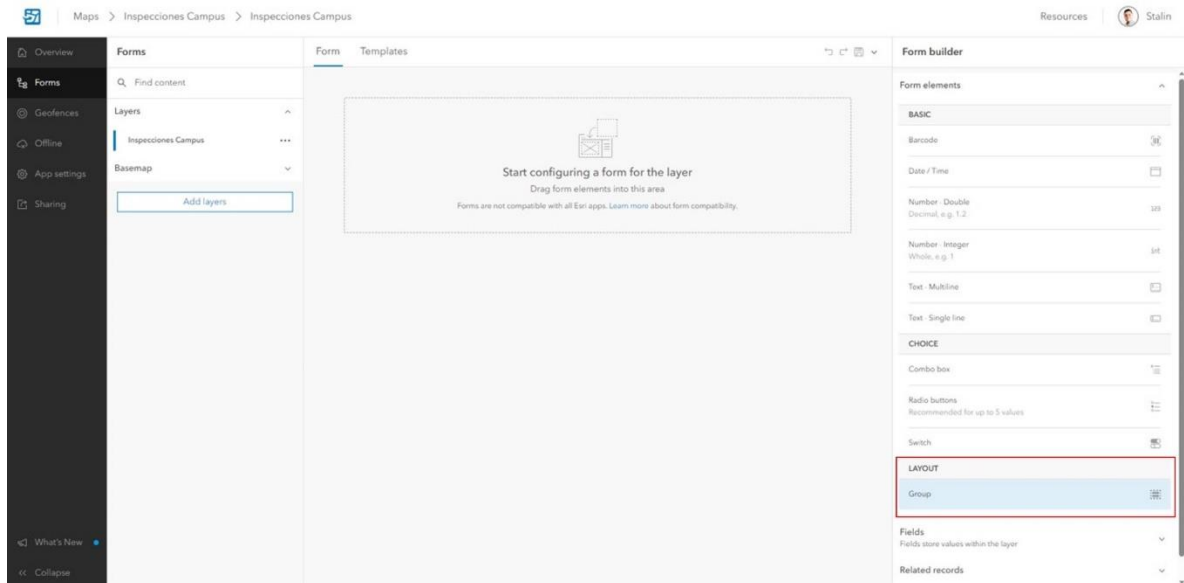 Maps > Inspecciones Campus > Inspecciones Campus
Resources
Stalin
Overview
Forms
Geofences
Offline
App settings
Sharing
What's New
Collapse
Forms
Find content
Layers
Inspecciones Campus
Basemap
Add layers
Form Templates
Start configuring a form for the layer
Drag form elements into this area
Forms are not compatible with all Esri apps. Learn more about form compatibility.
Form builder
Form elements
BASIC
Barcode
Date / Time
Number - Double
Decimal, e.g. 1.2
Number - Integer
Whole, e.g. 1
Text - Multiline
Text - Single line
CHOICE
Combo box
Radio buttons
Recommended for up to 5 values
Switch
LAYOUT
Group
Fields
Fields store values within the layer
Related records